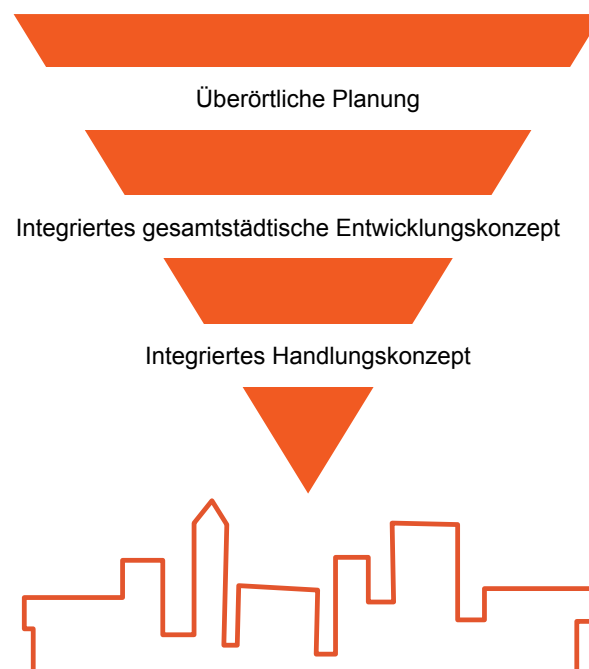 Überörtliche Planung
Integriertes gesamtstädtische Entwicklungskonzept
Integriertes Handlungskonzept